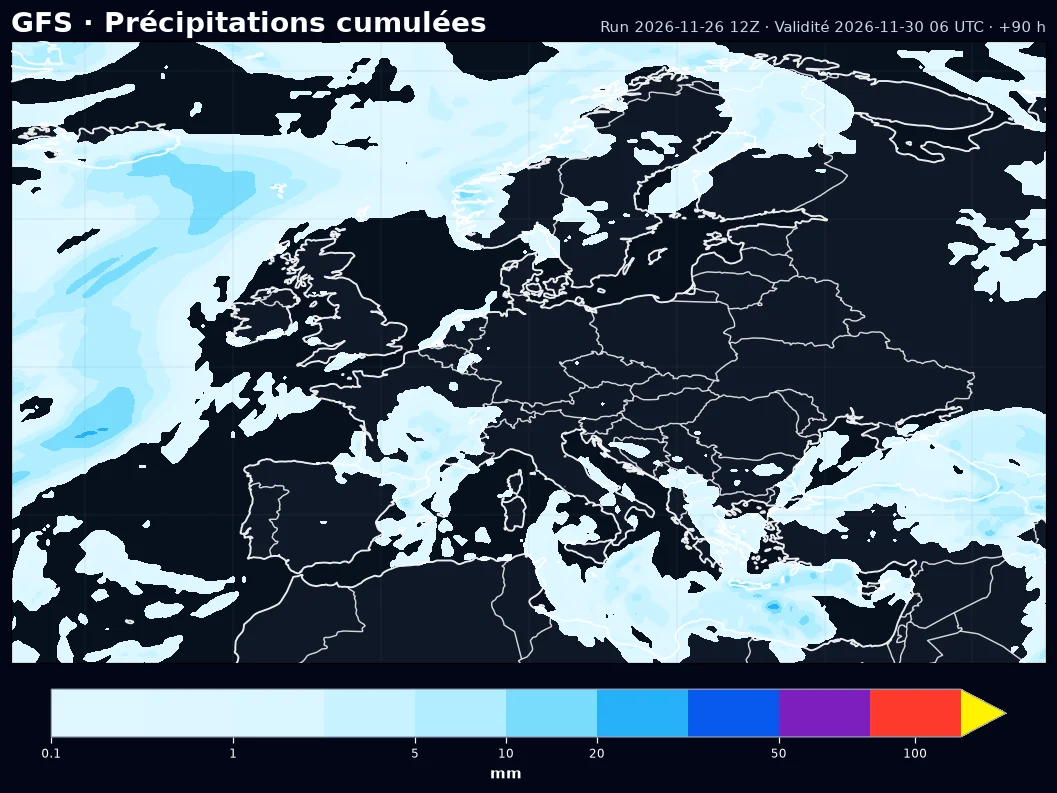 GFS · Précipitations cumulées
Run 2026-11-26 12Z · Validité 2026-11-30 06 UTC · +90 h
0.1 1 5 10 20 50 100
mm